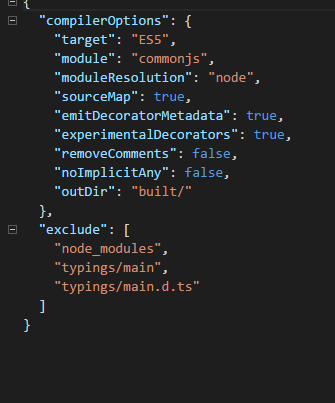 {
"compilerOptions": {
"target": "ES5",
"module": "commonjs",
"moduleResolution": "node",
"sourceMap": true,
"emitDecoratorMetadata": true,
"experimentalDecorators": true,
"removeComments": false,
"noImplicitAny": false,
"outDir": "built/"
},
"exclude": [
"node_modules",
"typings/main",
"typings/main.d.ts"
]
}